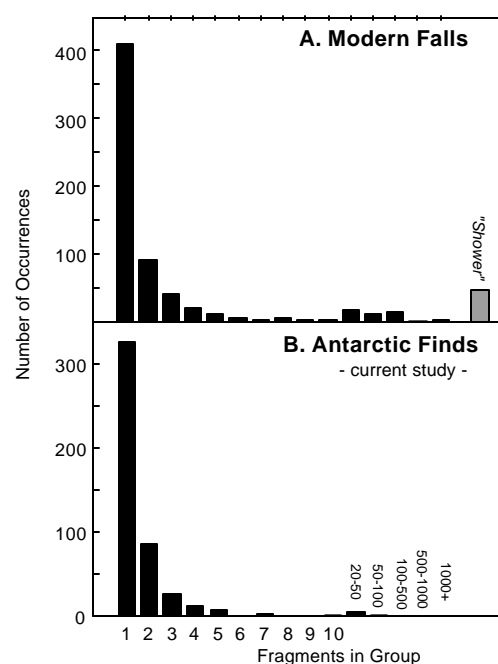 A. Modern Falls
400
300
200
100
"Shower"
Number of Occurrences
B. Antarctic Finds
- current study -
300
200
100
0
20-50
50-100
100-500
500-1000
1000+
1 2 3 4 5 6 7 8 9 10
Fragments in Group